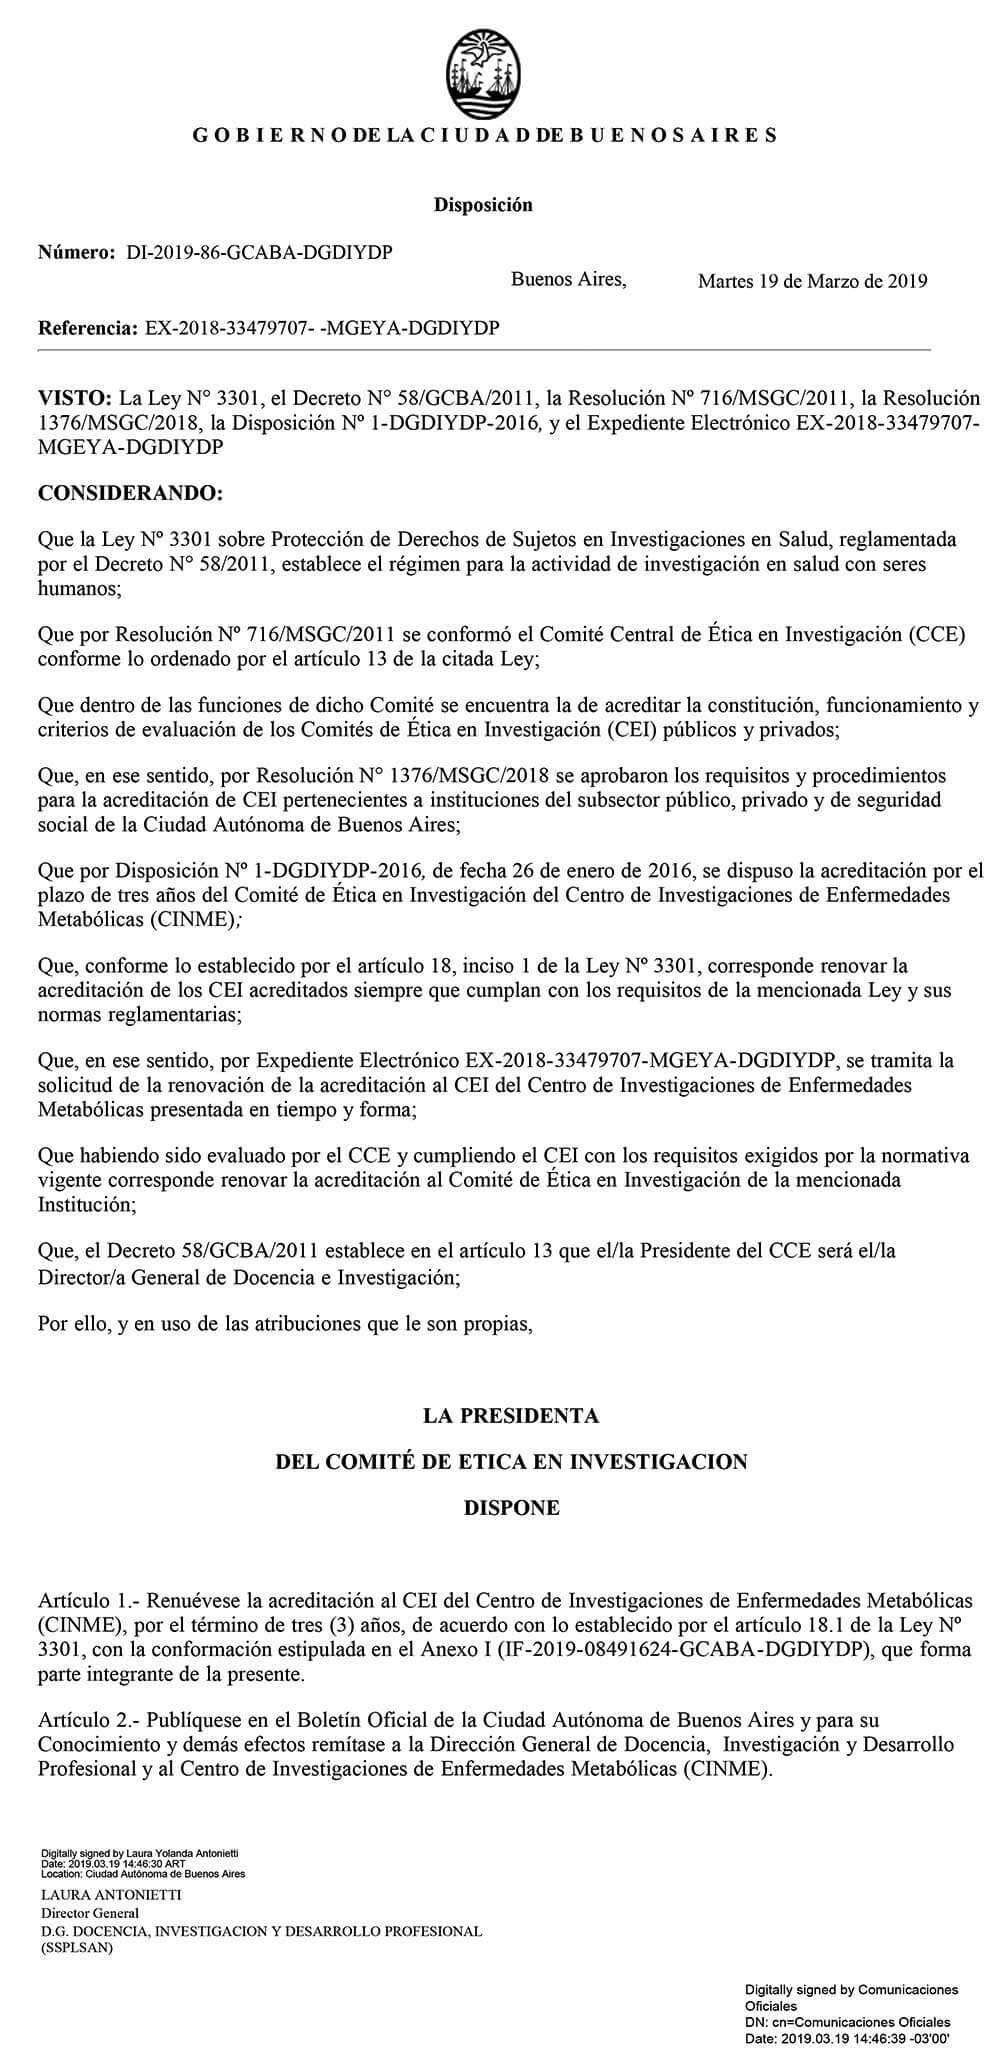 GOBIERNO DE LA CIUDAD DE BUENOS AIRES
Disposición
Número: DI-2019-86-GCABA-DGDIYDP
Buenos Aires,
Martes 19 de Marzo de 2019
Referencia: EX-2018-33479707- -MGEYA-DGDIYDP
VISTO: La Ley N° 3301, el Decreto N° 58/GCBA/2011, la Resolución Nº 716/MSGC/2011, la Resolución
1376/MSGC/2018, la Disposición Nº 1-DGDIYDP-2016, y el Expediente Electrónico EX-2018-33479707-
MGEYA-DGDIYDP
CONSIDERANDO:
Que la Ley Nº 3301 sobre Protección de Derechos de Sujetos en Investigaciones en Salud, reglamentada
por el Decreto N° 58/2011, establece el régimen para la actividad de investigación en salud con seres
humanos;
Que por Resolución Nº 716/MSGC/2011 se conformó el Comité Central de Ética en Investigación (CCE)
conforme lo ordenado por el artículo 13 de la citada Ley;
Que dentro de las funciones de dicho Comité se encuentra la de acreditar la constitución, funcionamiento y
criterios de evaluación de los Comités de Ética en Investigación (CEI) públicos y privados;
Que, en ese sentido, por Resolución N° 1376/MSGC/2018 se aprobaron los requisitos y procedimientos
para la acreditación de CEI pertenecientes a instituciones del subsector público, privado y de seguridad
social de la Ciudad Autónoma de Buenos Aires;
Que por Disposición Nº 1-DGDIYDP-2016, de fecha 26 de enero de 2016, se dispuso la acreditación por el
plazo de tres años del Comité de Ética en Investigación del Centro de Investigaciones de Enfermedades
Metabólicas (CINME);
Que, conforme lo establecido por el artículo 18, inciso 1 de la Ley Nº 3301, corresponde renovar la
acreditación de los CEI acreditados siempre que cumplan con los requisitos de la mencionada Ley y sus
normas reglamentarias;
Que, en ese sentido, por Expediente Electrónico EX-2018-33479707-MGEYA-DGDIYDP, se tramita la
solicitud de la renovación de la acreditación al CEI del Centro de Investigaciones de Enfermedades
Metabólicas presentada en tiempo y forma;
Que habiendo sido evaluado por el CCE y cumpliendo el CEI con los requisitos exigidos por la normativa
vigente corresponde renovar la acreditación al Comité de Ética en Investigación de la mencionada
Institución;
Que, el Decreto 58/GCBA/2011 establece en el artículo 13 que el/la Presidente del CCE será el/la
Director/a General de Docencia e Investigación;
Por ello, y en uso de las atribuciones que le son propias,
LA PRESIDENTA
DEL COMITÉ DE ETICA EN INVESTIGACION
DISPONE
Artículo 1.- Renuévese la acreditación al CEI del Centro de Investigaciones de Enfermedades Metabólicas
(CINME), por el término de tres (3) años, de acuerdo con lo establecido por el artículo 18.1 de la Ley Nº
3301, con la conformación estipulada en el Anexo I (IF-2019-08491624-GCABA-DGDIYDP), que forma
parte integrante de la presente.
Artículo 2.- Publíquese en el Boletín Oficial de la Ciudad Autónoma de Buenos Aires y para su
Conocimiento y demás efectos remítase a la Dirección General de Docencia, Investigación y Desarrollo
Profesional y al Centro de Investigaciones de Enfermedades Metabólicas (CINME).
Digitally signed by Laura Yolanda Antonietti
Date: 2019.03.19 14:46:30 ART
Location: Ciudad Autónoma de Buenos Aires
LAURA ANTONIETTI
Director General
D.G. DOCENCIA, INVESTIGACION Y DESARROLLO PROFESIONAL
(SSPLSAN)
Digitally signed by Comunicaciones
Oficiales
DN: cn=Comunicaciones Oficiales
Date: 2019.03.19 14:46:39 -03'00'